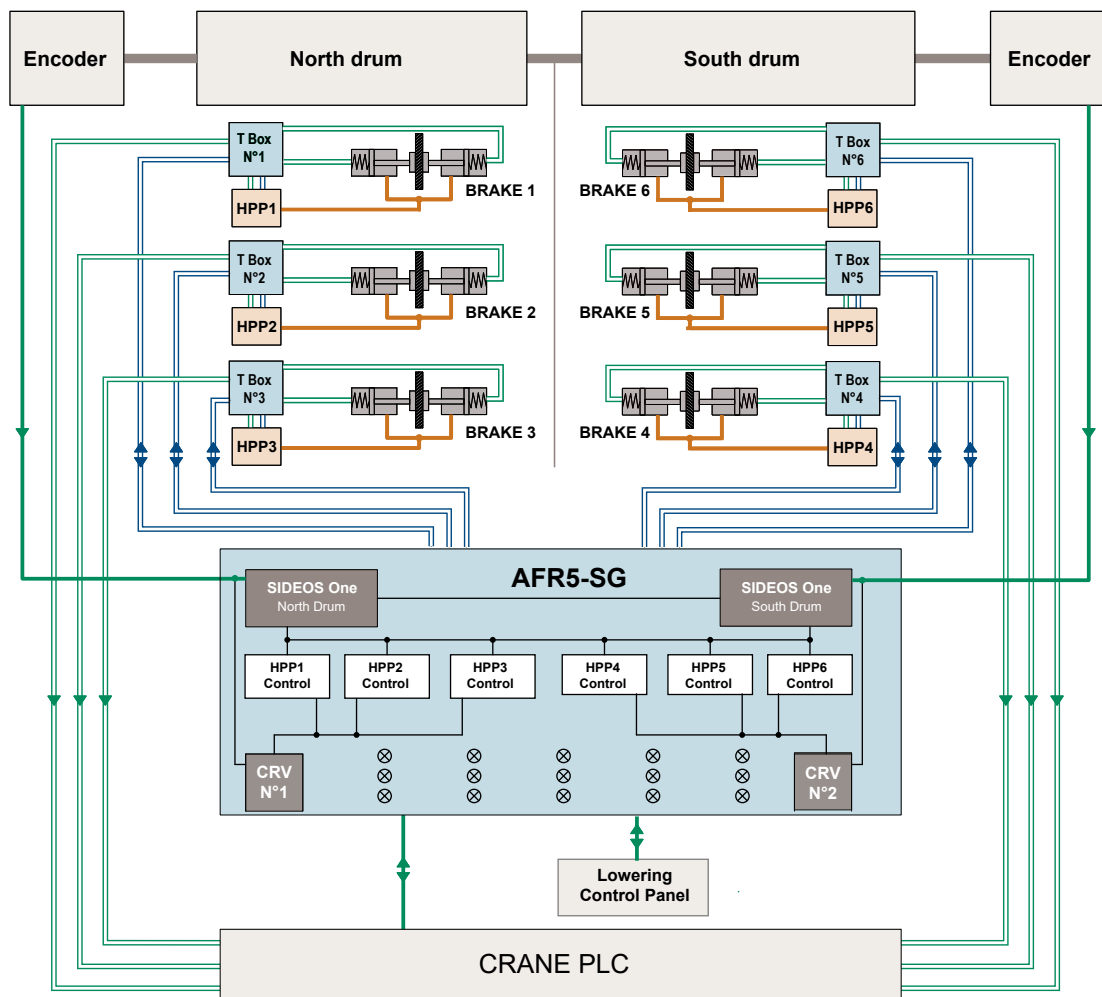 Encoder
North drum
South drum
Encoder
T Box
N°1
HPP1
BRAKE 1
T Box
N°6
HPP6
BRAKE 6
T Box
N°2
HPP2
BRAKE 2
T Box
N°5
HPP5
BRAKE 5
T Box
N°3
HPP3
BRAKE 3
T Box
N°4
HPP4
BRAKE 4
AFR5-SG
SIDEOS One
North Drum
SIDEOS One
South Drum
HPP1
Control
HPP2
Control
HPP3
Control
HPP4
Control
HPP5
Control
HPP6
Control
CRV
N°1
CRV
N°2
Lowering
Control Panel
CRANE PLC